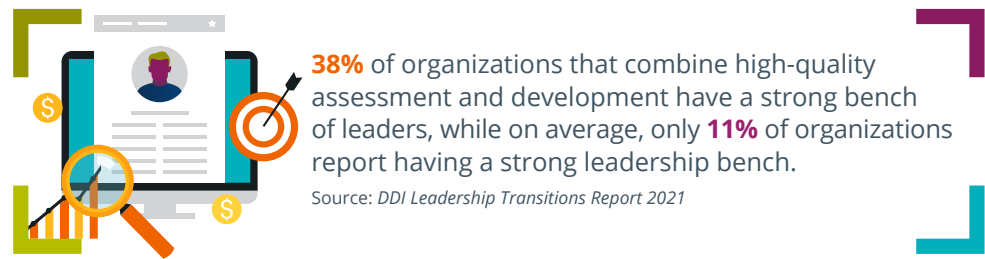 38% of organizations that combine high-quality
assessment and development have a strong bench
of leaders, while on average, only 11% of organizations
report having a strong leadership bench.
Source: DDI Leadership Transitions Report 2021
$
$